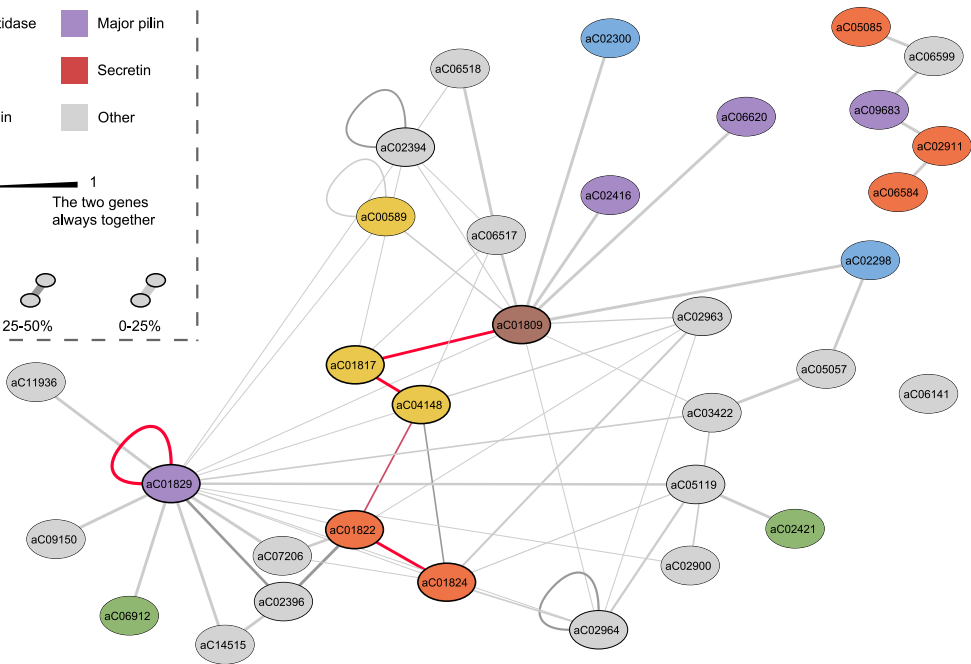 tidase
Major pilin
Secretin
in
Other
1
The two genes
always together
25-50%
0-25%
aC02300
aC05085
aC06599
aC06518
aC09683
aC06620
aC02394
aC02911
aC06584
aC02416
aC00589
aC06517
aC02298
aC01809
aC02963
aC01817
aC05057
aC11936
aC06141
aC04148
aC03422
aC01829
aC05119
aC02421
aC01822
aC09150
aC07206
aC02900
aC01824
aC02396
aC06912
aC02964
aC14515